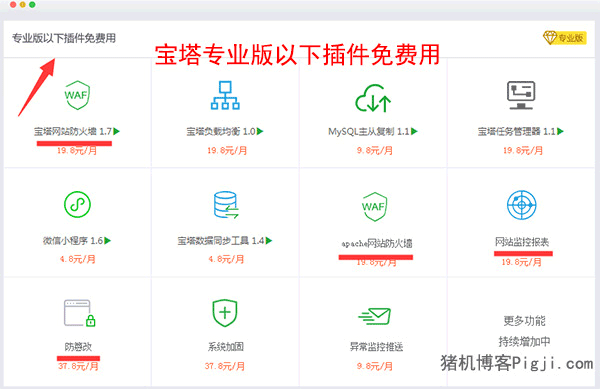 专业版以下插件免费用
专业版
宝塔专业版以下插件免费用
WAF
宝塔网站防火墙 1.7
19.8元/月
宝塔负载均衡 1.0
19.8元/月
MySQL主从复制 1.1
9.8元/月
宝塔任务管理器 1.1
19.8元/月
微信小程序 1.6
4.8元/月
宝塔数据同步工具 1.4
4.8元/月
WAF
apache网站防火墙
19.8元/月
网站监控报表
19.8元/月
防篡改
37.8元/月
系统加固
37.8元/月
异常监控推送
9.8元/月
更多功能
持续增加中
猪机博客Pigji.com